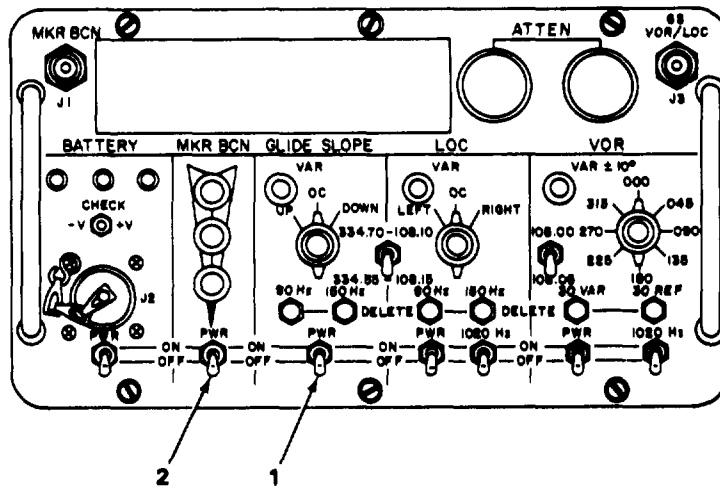 MKR BCN
J1
ATTEN
GS
VOR/LOC
J3
BATTERY
MKR BCN
GLIDE SLOPE
LOC
VOR
CHECK
-V +V
J2
PWR
ON
OFF
PWR
VAR
OC
UP
DOWN
90 Hz
150 Hz
DELETE
PWR
ON
OFF
334.70-108.10
334.55-108.15
VAR
OC
LEFT
RIGHT
90 Hz
150 Hz
DELETE
ON
OFF
PWR
1020 Hz
VAR ± 10°
108.00
108.05
000
045
090
135
180
225
270
315
30 VAR
30 REF
ON
OFF
PWR
1020 Hz
2
1